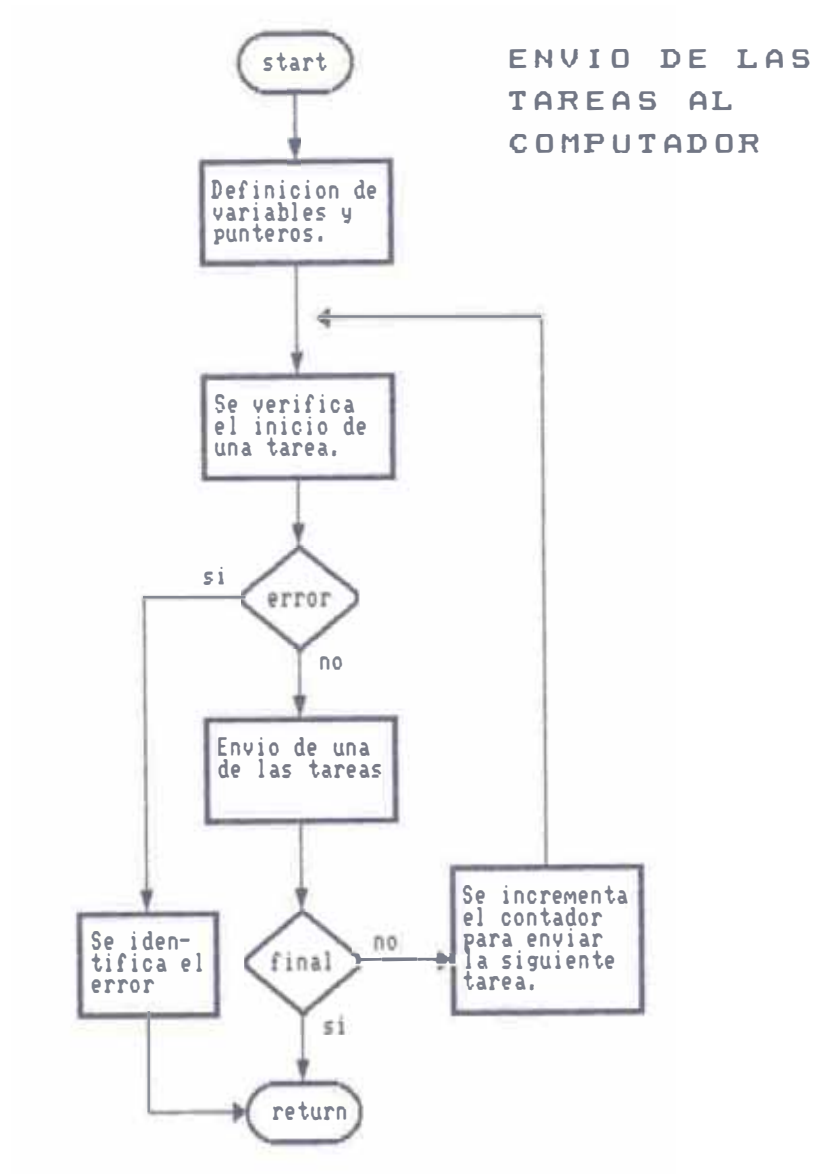 start
ENVIO DE LAS
TAREAS AL
COMPUTADOR
Definicion de
variables y
punteros.
Se verifica
el inicio de
una tarea.
si
error
no
Envio de una
de las tareas
Se iden-
tifica el
error
final
no
Se incrementa
el contador
para enviar
la siguiente
tarea.
si
return